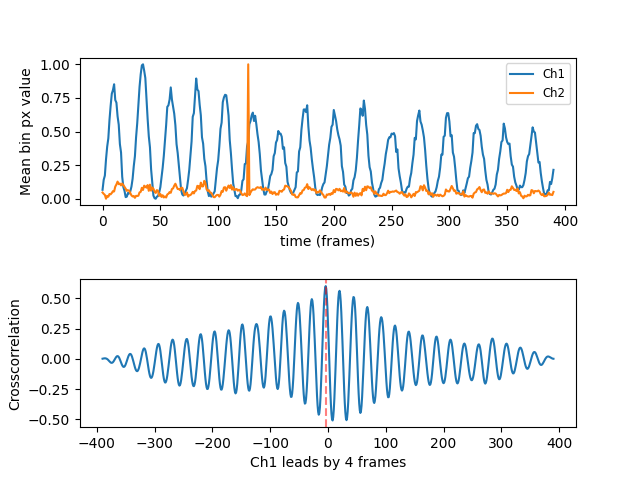 1.00
0.75
0.50
0.25
0.00
Mean bin px value
Ch1
Ch2
0 50 100 150 200 250 300 350 400
time (frames)
0.50
0.25
0.00
−0.25
−0.50
Crosscorrelation
−400 −300 −200 −100 0 100 200 300 400
Ch1 leads by 4 frames